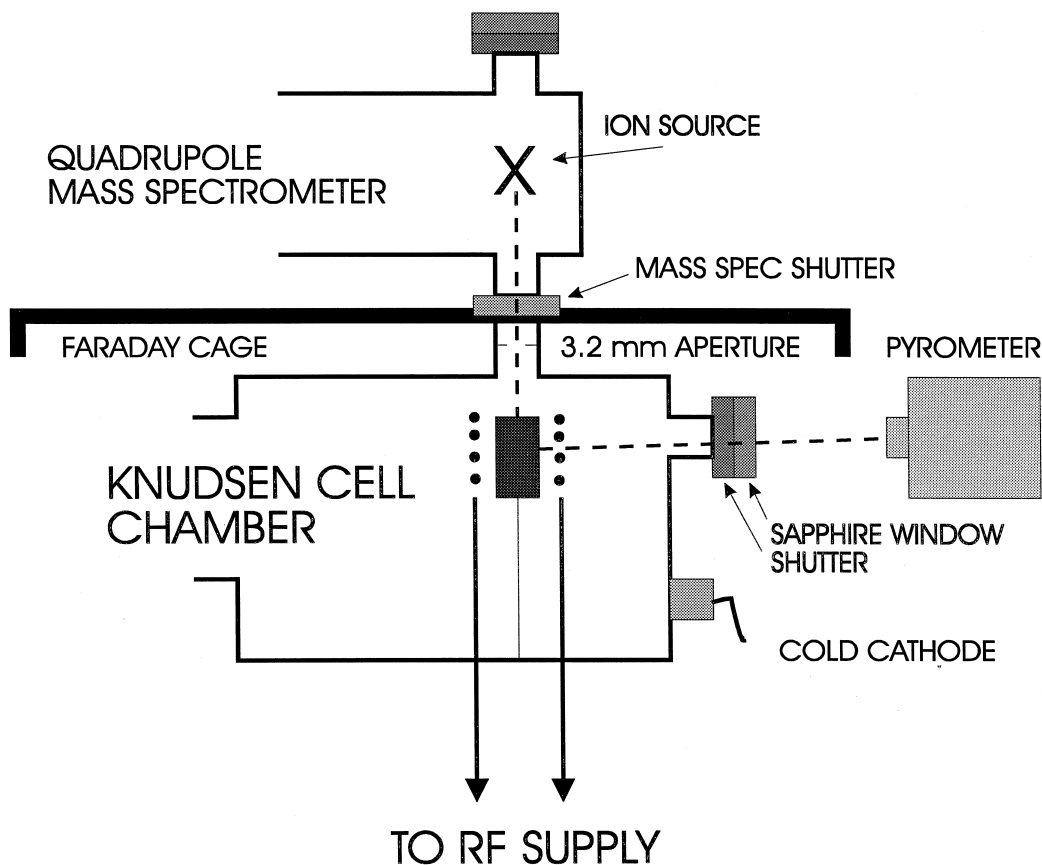 ION SOURCE
QUADRUPOLE
MASS SPECTROMETER
MASS SPEC SHUTTER
FARADAY CAGE
3.2 mm APERTURE
PYROMETER
KNUDSEN CELL
CHAMBER
SAPPHIRE WINDOW
SHUTTER
COLD CATHODE
TO RF SUPPLY